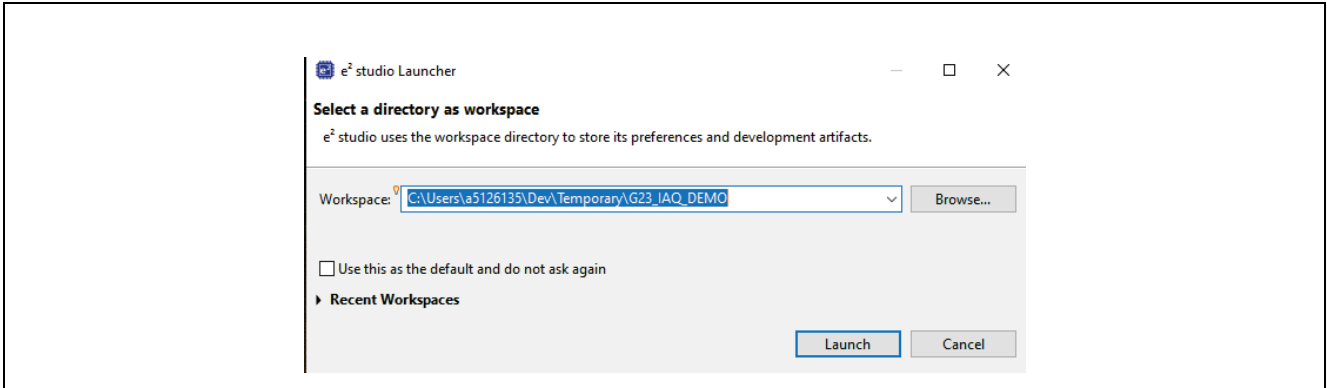 e² studio Launcher
Select a directory as workspace
e² studio uses the workspace directory to store its preferences and development artifacts.
Workspace: C:\Users\a5126135\Dev\Temporary\G23_IAQ_DEMO Browse...
Use this as the default and do not ask again
Recent Workspaces
Launch Cancel